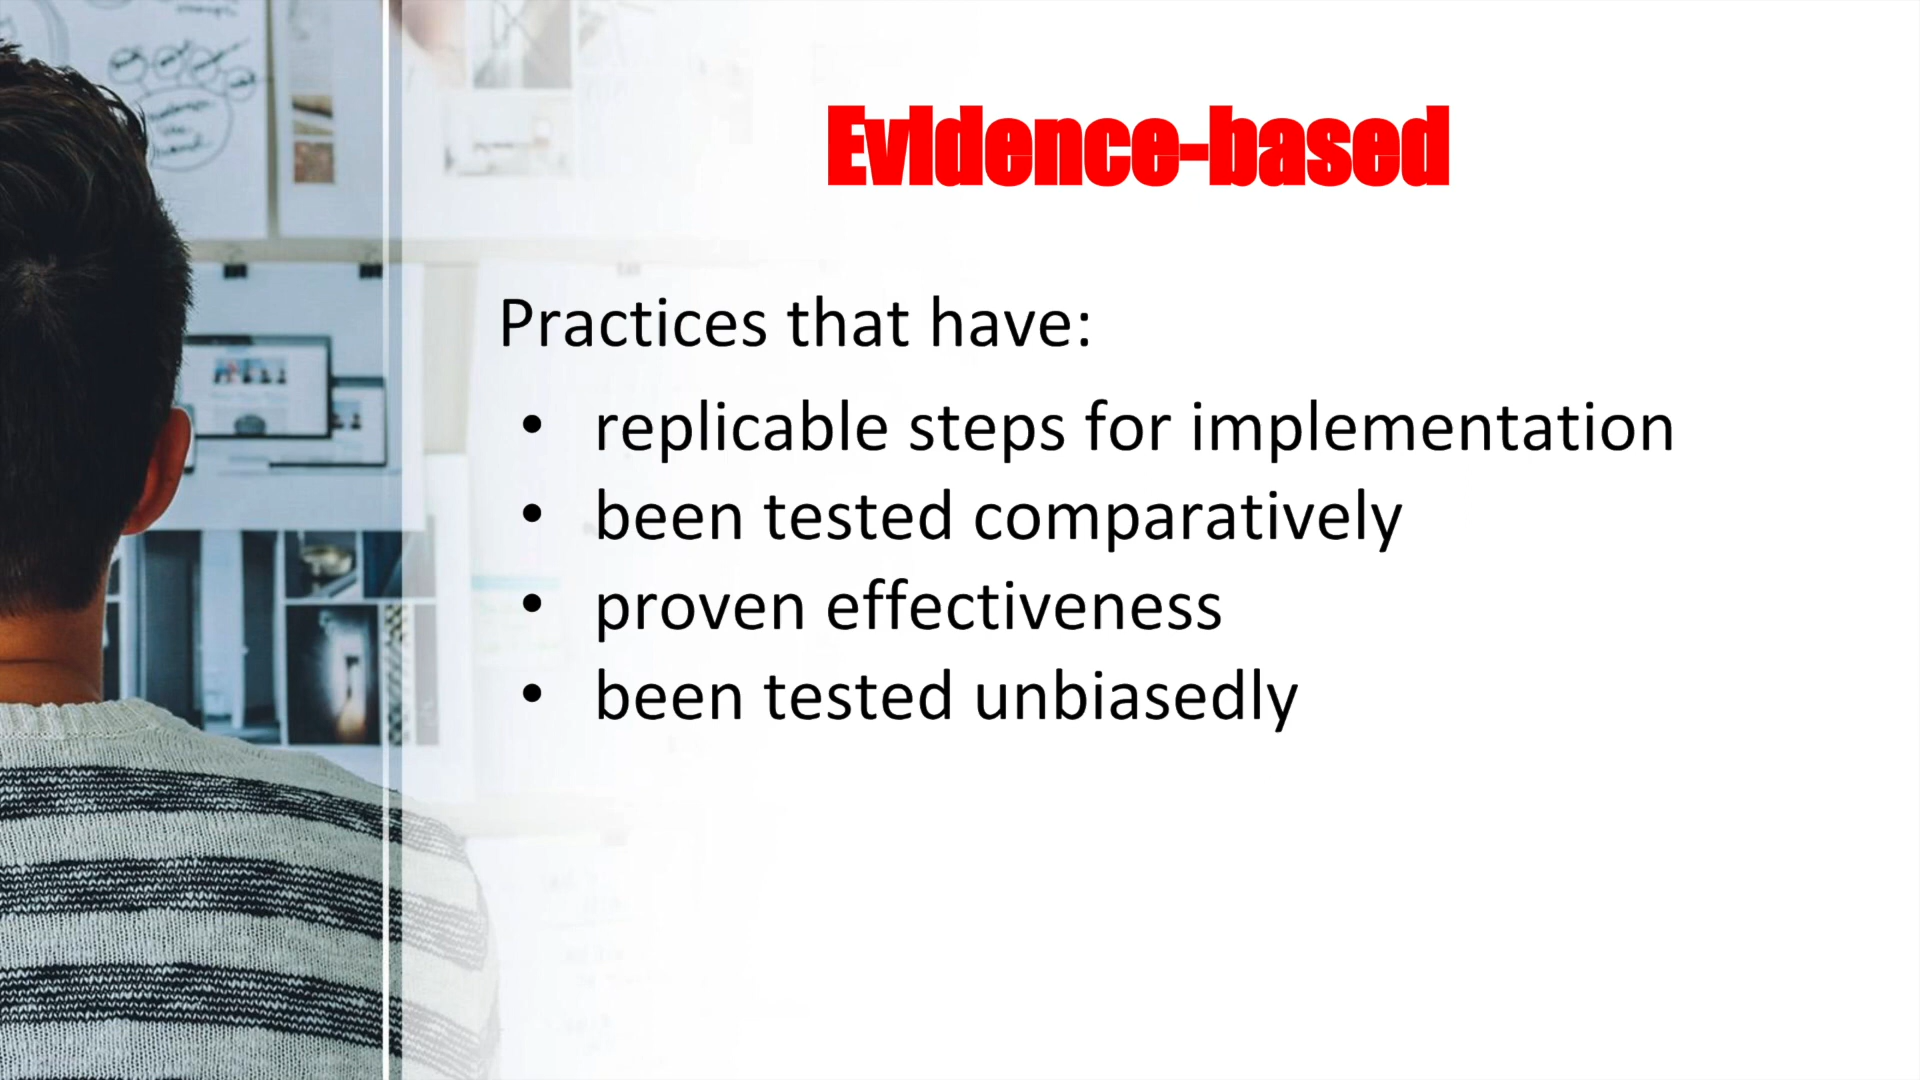 Evidence-based
Practices that have:
• replicable steps for implementation
• been tested comparatively
• proven effectiveness
• been tested unbiasedly